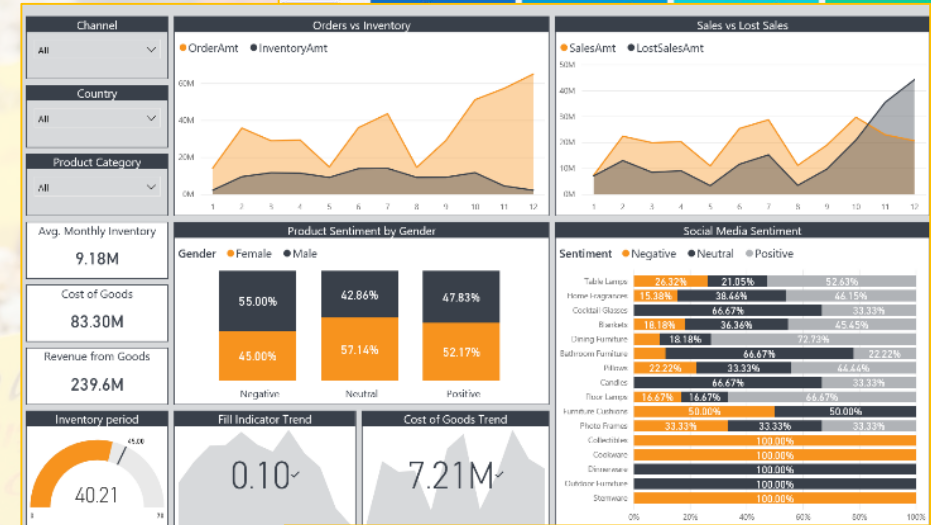 Channel
All
Country
All
Product Category
All
Avg. Monthly Inventory
9.18M
Cost of Goods
83.30M
Revenue from Goods
239.6M
Inventory period
45.00
40.21
Orders vs Inventory
OrderAmt InventoryAmt
60M
40M
20M
0M
1 2 3 4 5 6 7 8 9 10 11 12
Sales vs Lost Sales
SalesAmt LostSalesAmt
50M
40M
30M
20M
10M
0M
1 2 3 4 5 6 7 8 9 10 11 12
Product Sentiment by Gender
Gender Female Male
55.00% 42.86% 47.83%
45.00% 57.14% 52.17%
Negative Neutral Positive
Social Media Sentiment
Sentiment Negative Neutral Positive
Table Lamps 26.32% 21.05% 52.63%
Home Fragrances 15.38% 38.46% 46.15%
Cocktail Glasses 66.67% 33.33%
Blankets 18.18% 36.36% 45.45%
Dining Furniture 18.18% 72.73%
Bathroom Furniture 66.67% 22.22%
Pillows 22.22% 33.33% 44.44%
Candles 66.67% 33.33%
Floor Lamps 16.67% 16.67% 66.67%
Furniture Cushions 50.00% 50.00%
Photo Frames 33.33% 33.33% 33.33%
Collectibles 100.00%
Cookware 100.00%
Dinnerware 100.00%
Outdoor Furniture 100.00%
Stemware 100.00%
0% 20% 40% 60% 80% 100%
Fill Indicator Trend
0.10
Cost of Goods Trend
7.21M